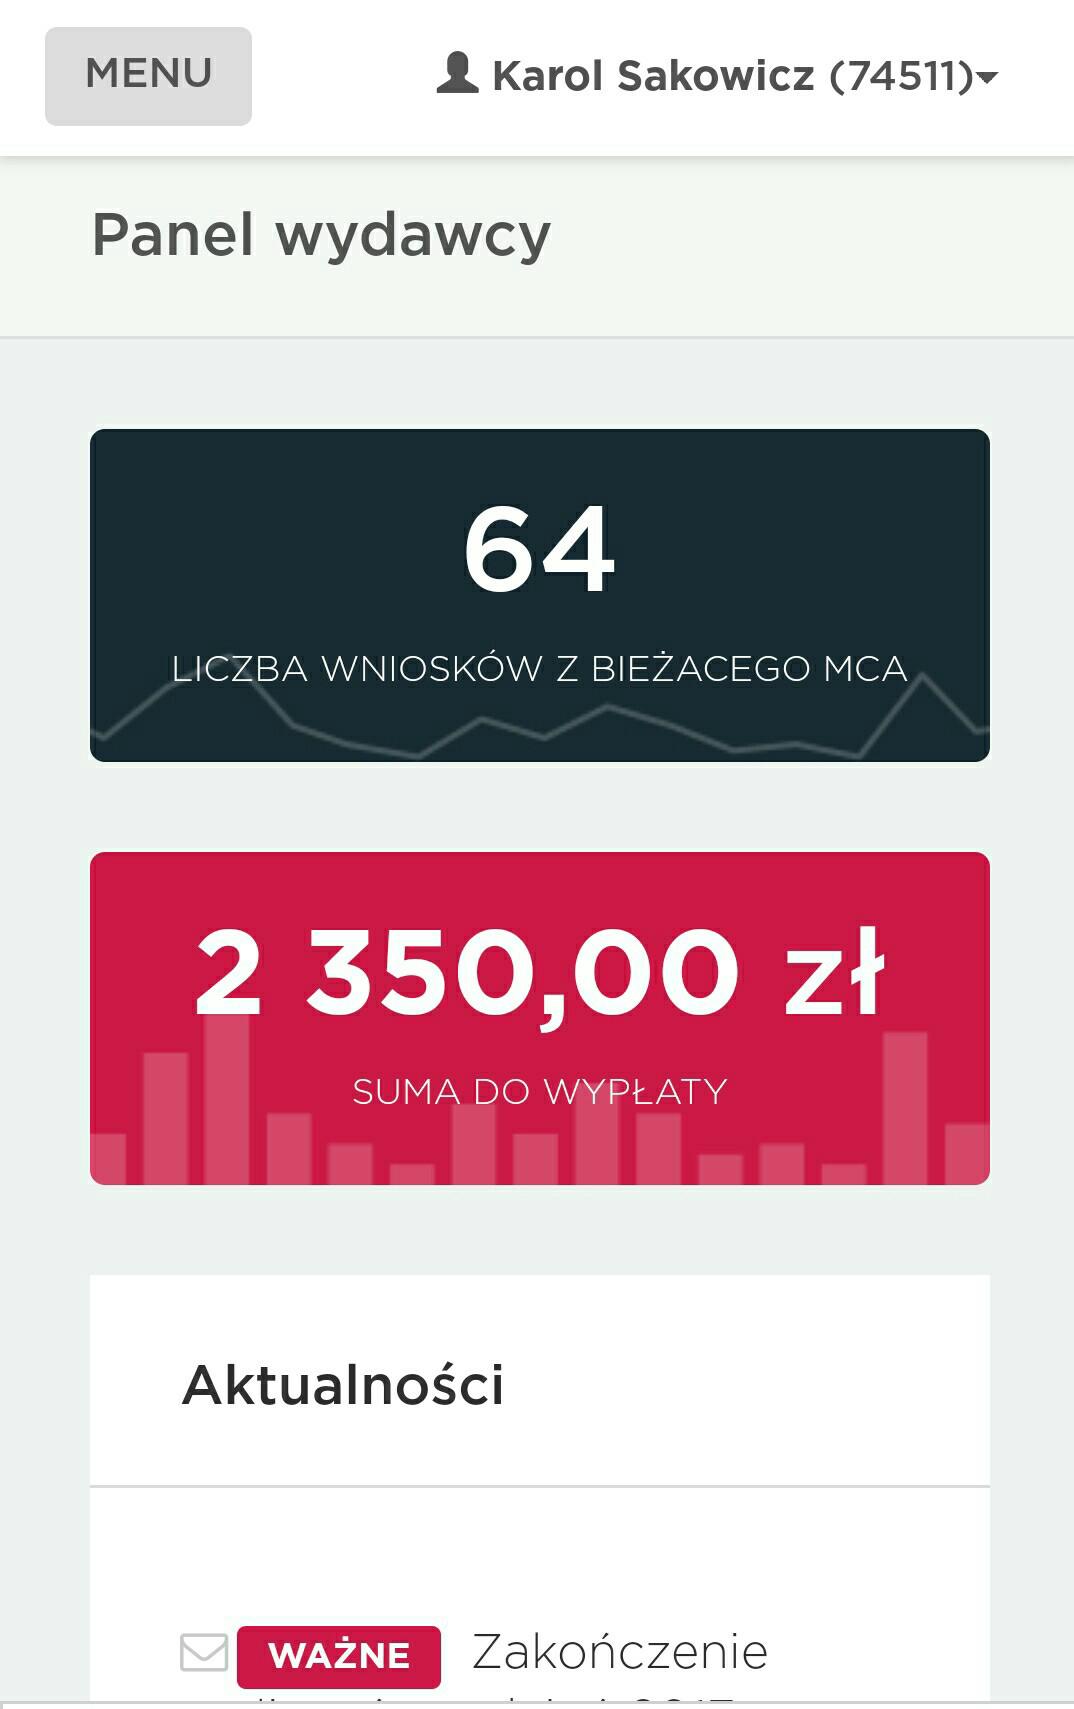 MENU
Karol Sakowicz (74511)
Panel wydawcy
64
LICZBA WNIOSKÓW Z BIEŻACEGO MCA
2 350,00 zł
SUMA DO WYPŁATY
Aktualności
WAŻNE Zakończenie